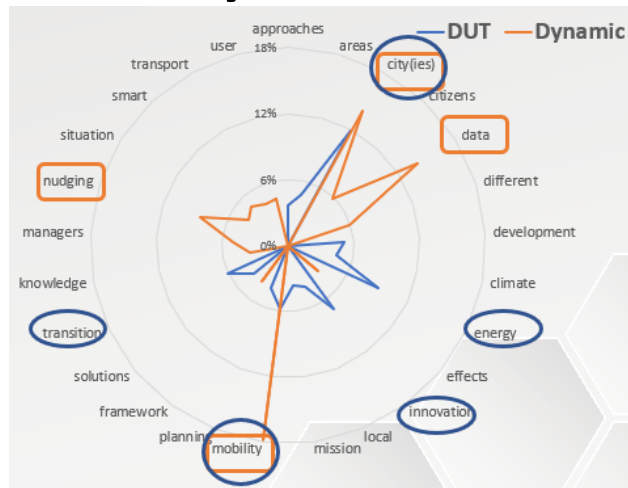 approaches
DUT
Dynamic
user
areas
18%
transport
city(ies)
smart
citizens
12%
situation
data
nudging
6%
different
managers
0%
development
knowledge
climate
transition
energy
solutions
effects
framework
innovation
planning
local
mobility
mission